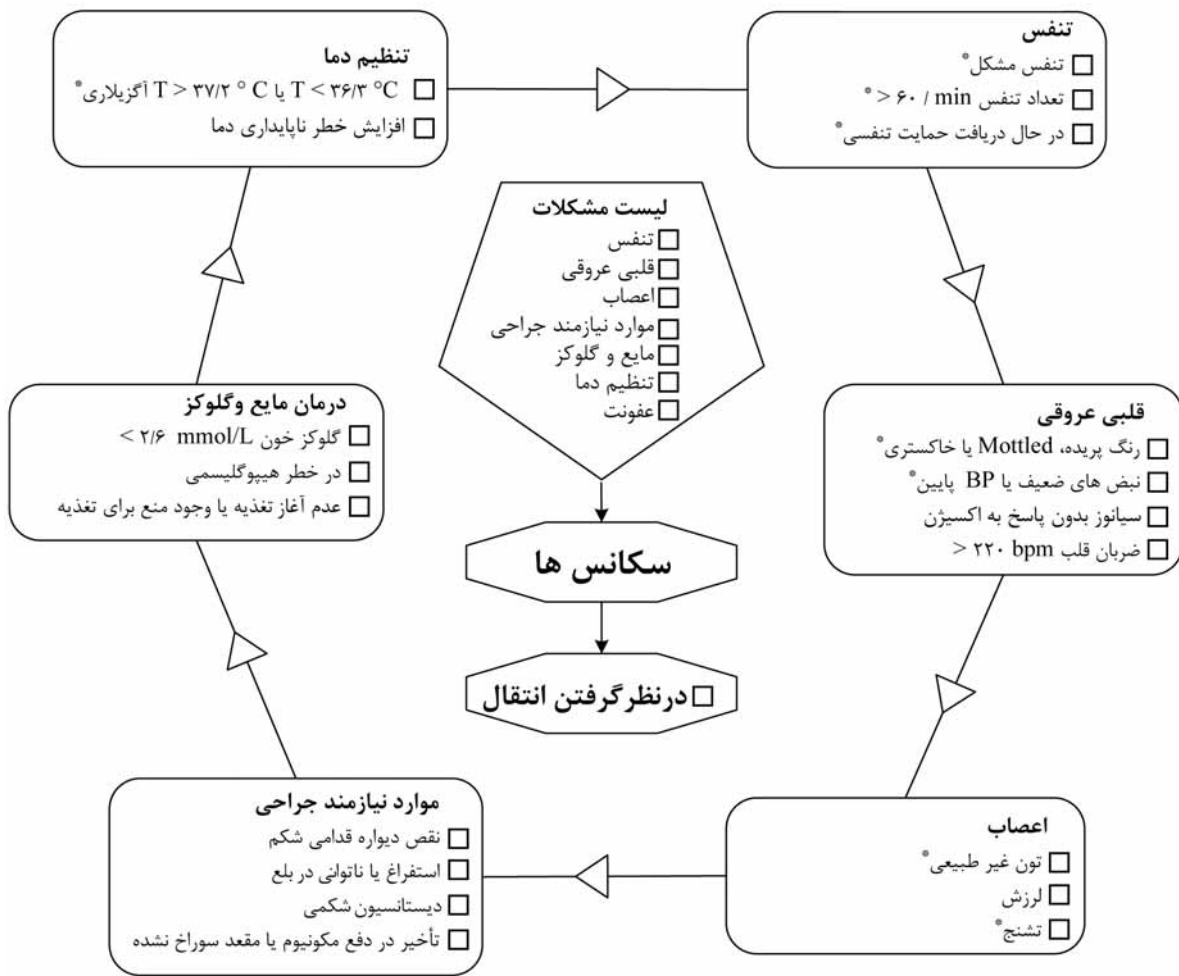 تنفس
تنفس مشکل*
تعداد تنفس ۶۰ / min < *
در حال دریافت حمایت تنفسی*
قلبی عروقی
رنگ پریده، Mottled یا خاکستری*
نبض های ضعیف یا BP پایین*
سیانوز بدون پاسخ به اکسیژن
ضربان قلب ۲۲۰ bpm <
اعصاب
تون غیر طبیعی*
لرزش
تشنج*
موارد نیازمند جراحی
نقص دیواره قدامی شکم
استفراغ یا ناتوانی در بلع
دیستانسیون شکمی
تأخیر در دفع مکونیوم یا مقعد سوراخ نشده
درمان مایع وگلوکز
گلوکز خون ۲/۶ mmol/L >
در خطر هیپوگلیسمی
عدم آغاز تغذیه یا وجود منع برای تغذیه
تنظیم دما
T < ۳۶/۳ °C یا T > ۳۷/۲ ° C آگزیلاری*
افزایش خطر ناپایداری دما
لیست مشکلات
تنفس
قلبی عروقی
اعصاب
موارد نیازمند جراحی
مایع و گلوکز
تنظیم دما
عفونت
سکانس ها
درنظرگرفتن انتقال